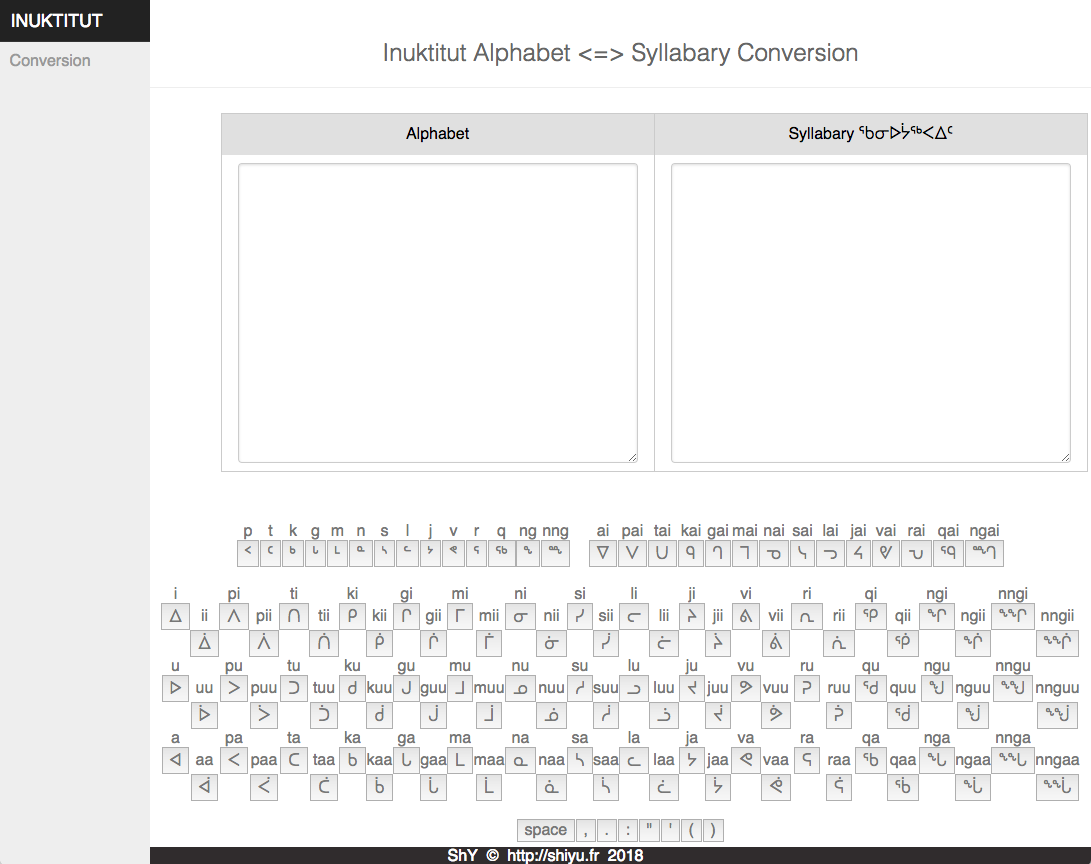 INUKTITUT
Conversion
Inuktitut Alphabet <=> Syllabary Conversion
Alphabet Syllabary ᖃᓂᐅᔮᖅᐸᐃᑦ
p t k g m n s l j v r q ng nng ai pai tai kai gai mai nai sai lai jai vai rai qai ngai
ᑉ ᑦ ᒃ ᒡ ᒻ ᓐ ᔅ ᓪ ᔾ ᕝ ᕐ ᖅ ᖕ ᖖ ᐁ ᐯ ᑌ ᕴ ᕵ ᒣ ᓀ ᓭ ᓓ ᔦ ᕓ ᕂ ᙯ ᙰ
i pi ti ki gi mi ni si li ji vi ri qi ngi nngi
ᐃ ii ᐱ pii ᑎ tii ᑭ kii ᒋ gii ᒥ mii ᓂ nii ᓯ sii ᓕ lii ᔨ jii ᕕ vii ᕆ rii ᕿ qii ᖏ ngii ᙱ nngii
ᐄ ᐲ ᑏ ᑮ ᒌ ᒦ ᓃ ᓰ ᓖ ᔩ ᕖ ᕇ ᖀ ᖐ ᙲ
u pu tu ku gu mu nu su lu ju vu ru qu ngu nngu
ᐅ uu ᐳ puu ᑐ tuu ᑯ kuu ᒍ guu ᒧ muu ᓄ nuu ᓱ suu ᓗ luu ᔪ juu ᕗ vuu ᕈ ruu ᖁ quu ᖑ nguu ᙳ nnguu
ᐆ ᐴ ᑑ ᑰ ᒎ ᒨ ᓅ ᓲ ᓘ ᔫ ᕘ ᕉ ᖂ ᖒ ᙴ
a pa ta ka ga ma na sa la ja va ra qa nga nnga
ᐊ aa ᐸ paa ᑕ taa ᑲ kaa ᒐ gaa ᒪ maa ᓇ naa ᓴ saa ᓚ laa ᔭ jaa ᕙ vaa ᕋ raa ᖃ qaa ᖓ ngaa ᙵ nngaa
ᐋ ᐹ ᑖ ᑳ ᒑ ᒫ ᓈ ᓵ ᓛ ᔮ ᕚ ᕌ ᖄ ᖔ ᙶ
space , . : " ' ( )
ShY © http://shiyu.fr 2018